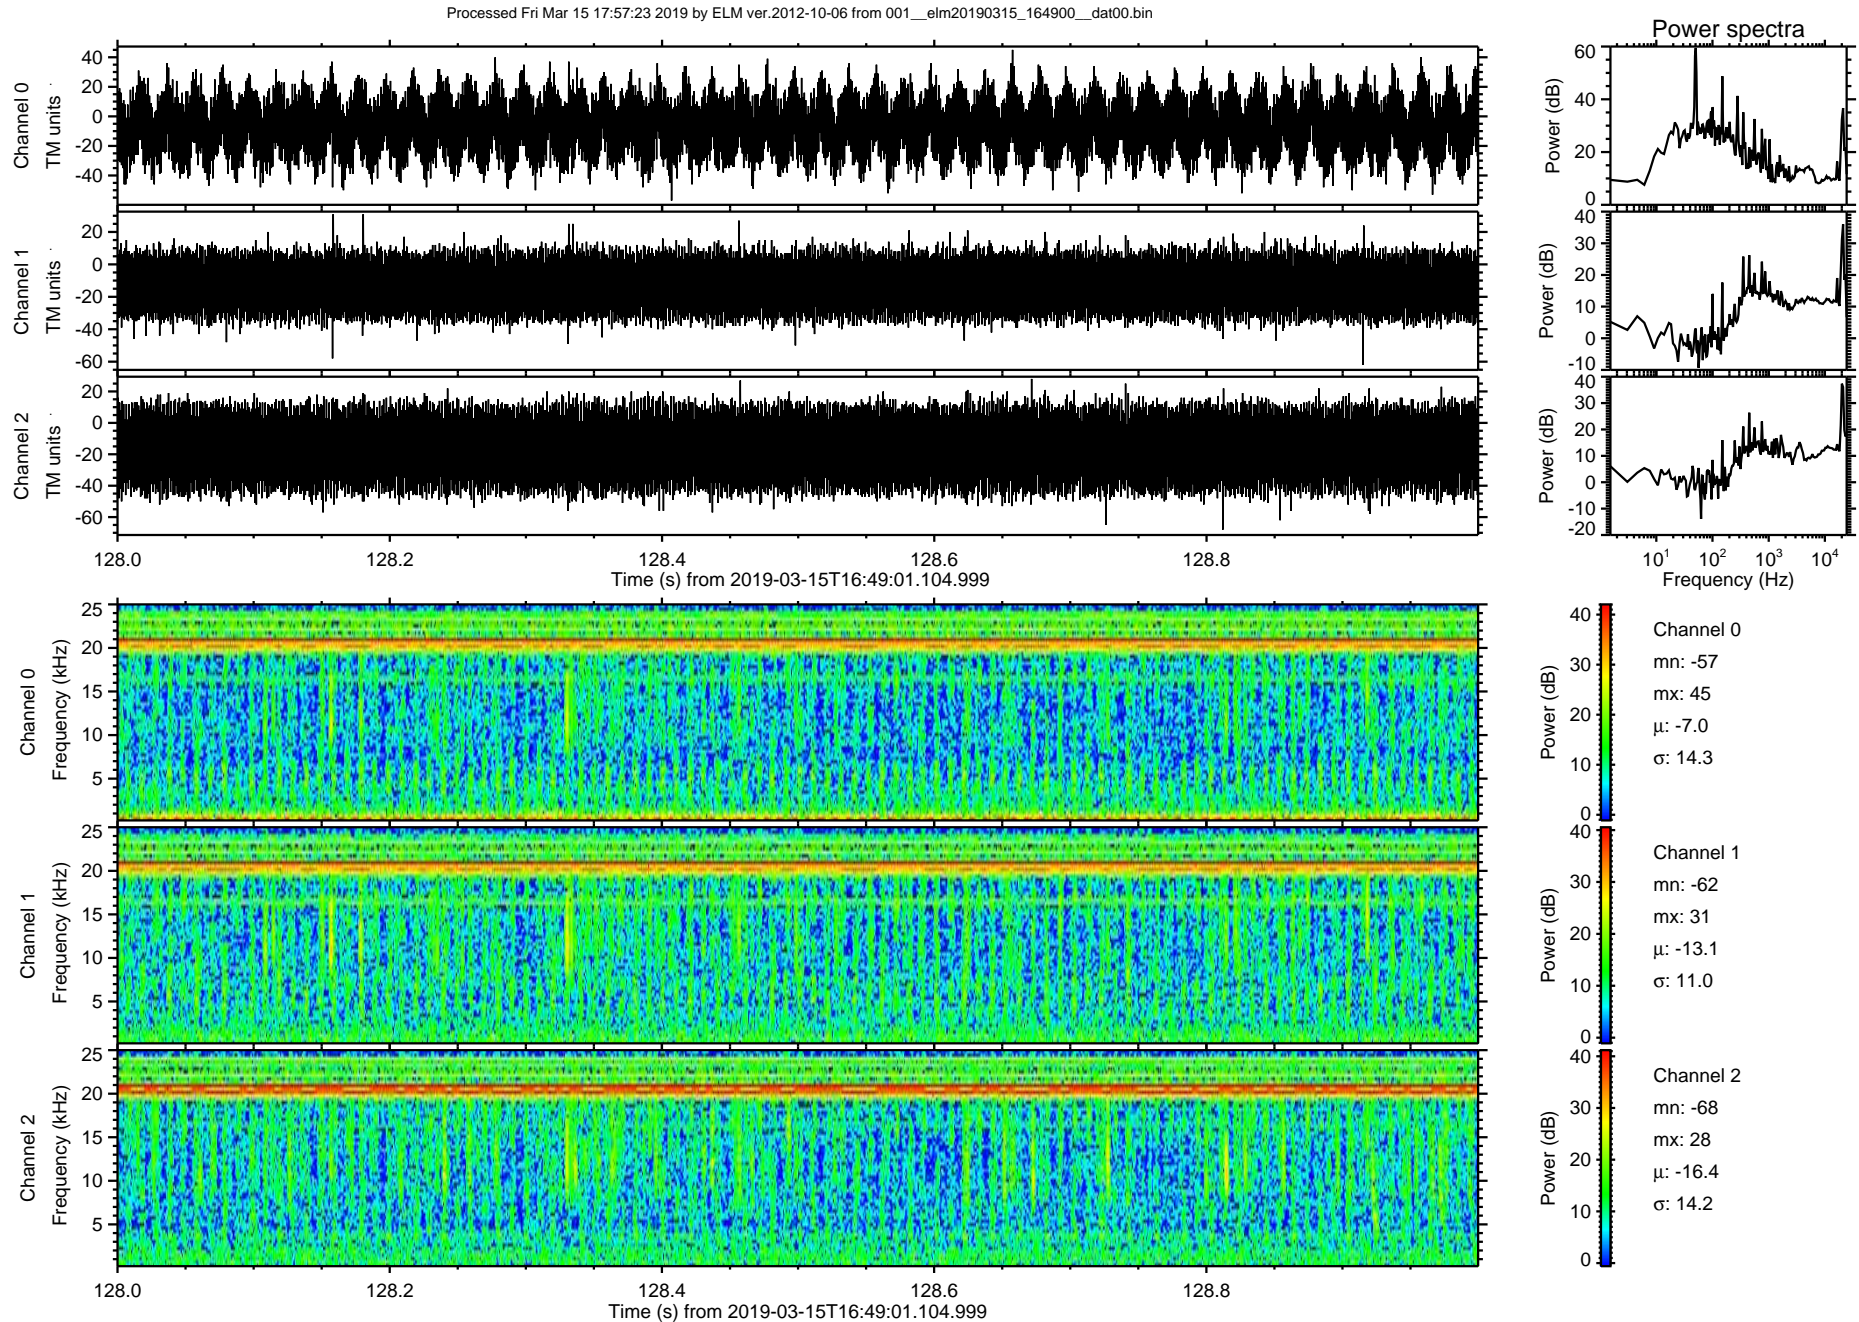 Processed Fri Mar 15 17:57:23 2019 by ELM ver.2012-10-06 from 001__elm20190315_164900__dat00.bin
Power spectra
Channel 0
TM units
40
20
0
-20
-40
Power (dB)
60
40
20
0
Channel 1
TM units
20
0
-20
-40
-60
Power (dB)
40
30
20
10
0
-10
Channel 2
TM units
20
0
-20
-40
-60
Power (dB)
40
30
20
10
0
-10
-20
128.0 128.2 128.4 128.6 128.8
Time (s) from 2019-03-15T16:49:01.104.999
10^1 10^2 10^3 10^4
Frequency (Hz)
Channel 0
Frequency (kHz)
25
20
15
10
5
Power (dB)
40
30
20
10
0
Channel 0
mn: -57
mx: 45
μ: -7.0
σ: 14.3
Channel 1
Frequency (kHz)
25
20
15
10
5
Power (dB)
40
30
20
10
0
Channel 1
mn: -62
mx: 31
μ: -13.1
σ: 11.0
Channel 2
Frequency (kHz)
25
20
15
10
5
Power (dB)
40
30
20
10
0
Channel 2
mn: -68
mx: 28
μ: -16.4
σ: 14.2
128.0 128.2 128.4 128.6 128.8
Time (s) from 2019-03-15T16:49:01.104.999